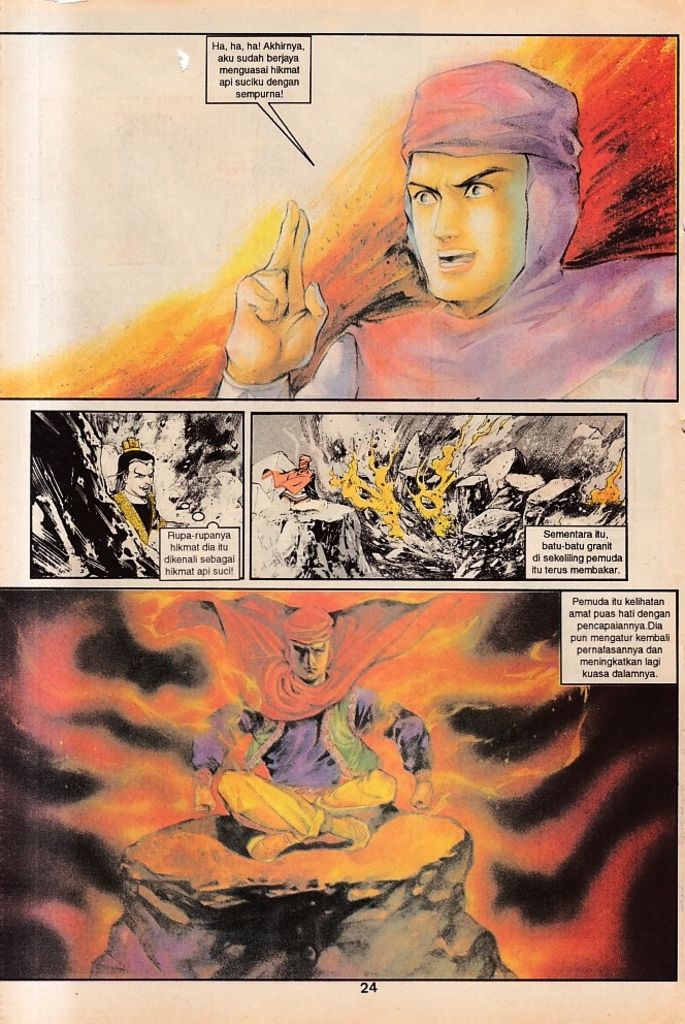 Ha, ha, ha! Akhirnya,
aku sudah berjaya
menguasai hikmat
api suciku dengan
sempurna!
Rupa-rupanya
hikmat dia itu
dikenali sebagai
hikmat api suci!
Sementara itu,
batu-batu granit
di sekeliling pemuda
itu terus membakar.
Pemuda itu kelihatan
amat puas hati dengan
pencapaiannya.Dia
pun mengatur kembali
pernafasannya dan
meningkatkan lagi
kuasa dalamnya.
24